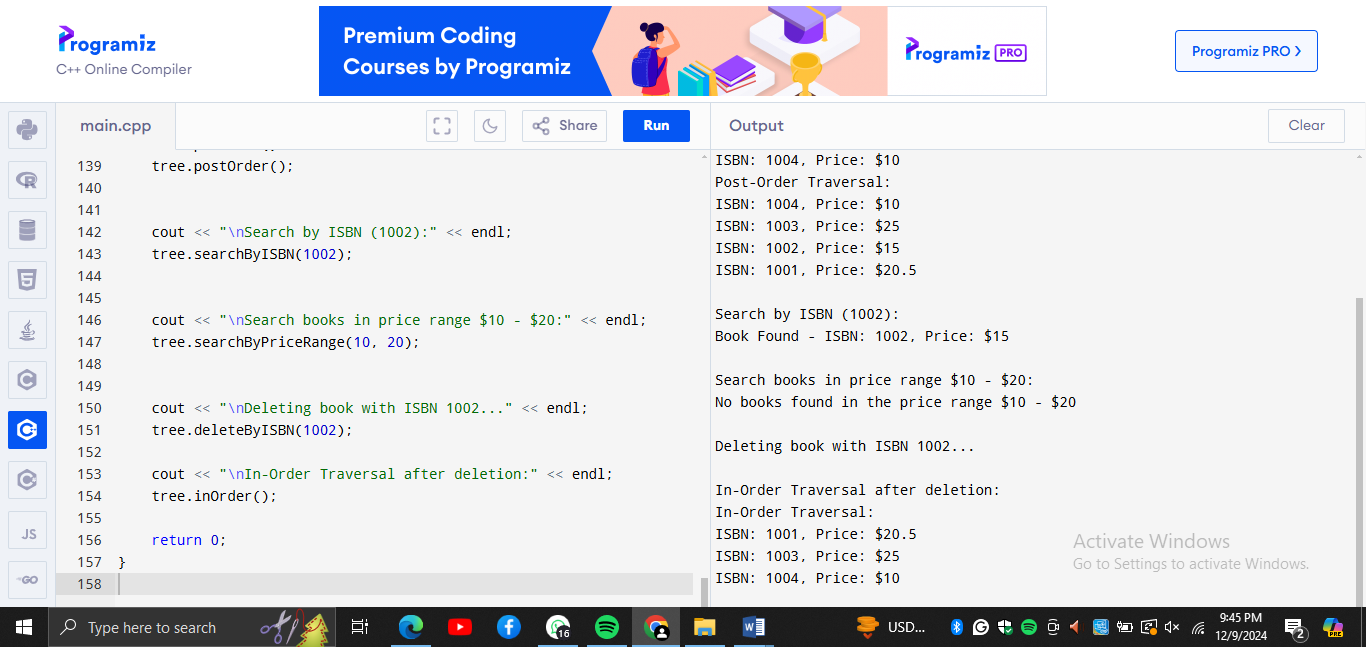 Programiz
C++ Online Compiler
Premium Coding
Courses by Programiz
Programiz PRO
Programiz PRO >
main.cpp
Share
Run
Output
Clear
139 tree.postOrder();
140
141
142 cout << "\nSearch by ISBN (1002):" << endl;
143 tree.searchByISBN(1002);
144
145
146 cout << "\nSearch books in price range $10 - $20:" << endl;
147 tree.searchByPriceRange(10, 20);
148
149
150 cout << "\nDeleting book with ISBN 1002..." << endl;
151 tree.deleteByISBN(1002);
152
153 cout << "\nIn-Order Traversal after deletion:" << endl;
154 tree.inOrder();
155
156 return 0;
157 }
158
ISBN: 1004, Price: $10
Post-Order Traversal:
ISBN: 1004, Price: $10
ISBN: 1003, Price: $25
ISBN: 1002, Price: $15
ISBN: 1001, Price: $20.5
Search by ISBN (1002):
Book Found - ISBN: 1002, Price: $15
Search books in price range $10 - $20:
No books found in the price range $10 - $20
Deleting book with ISBN 1002...
In-Order Traversal after deletion:
In-Order Traversal:
ISBN: 1001, Price: $20.5
ISBN: 1003, Price: $25
ISBN: 1004, Price: $10
Activate Windows
Go to Settings to activate Windows.
JS
GO
Type here to search
16
USD...
9:45 PM
12/9/2024
2
PRE